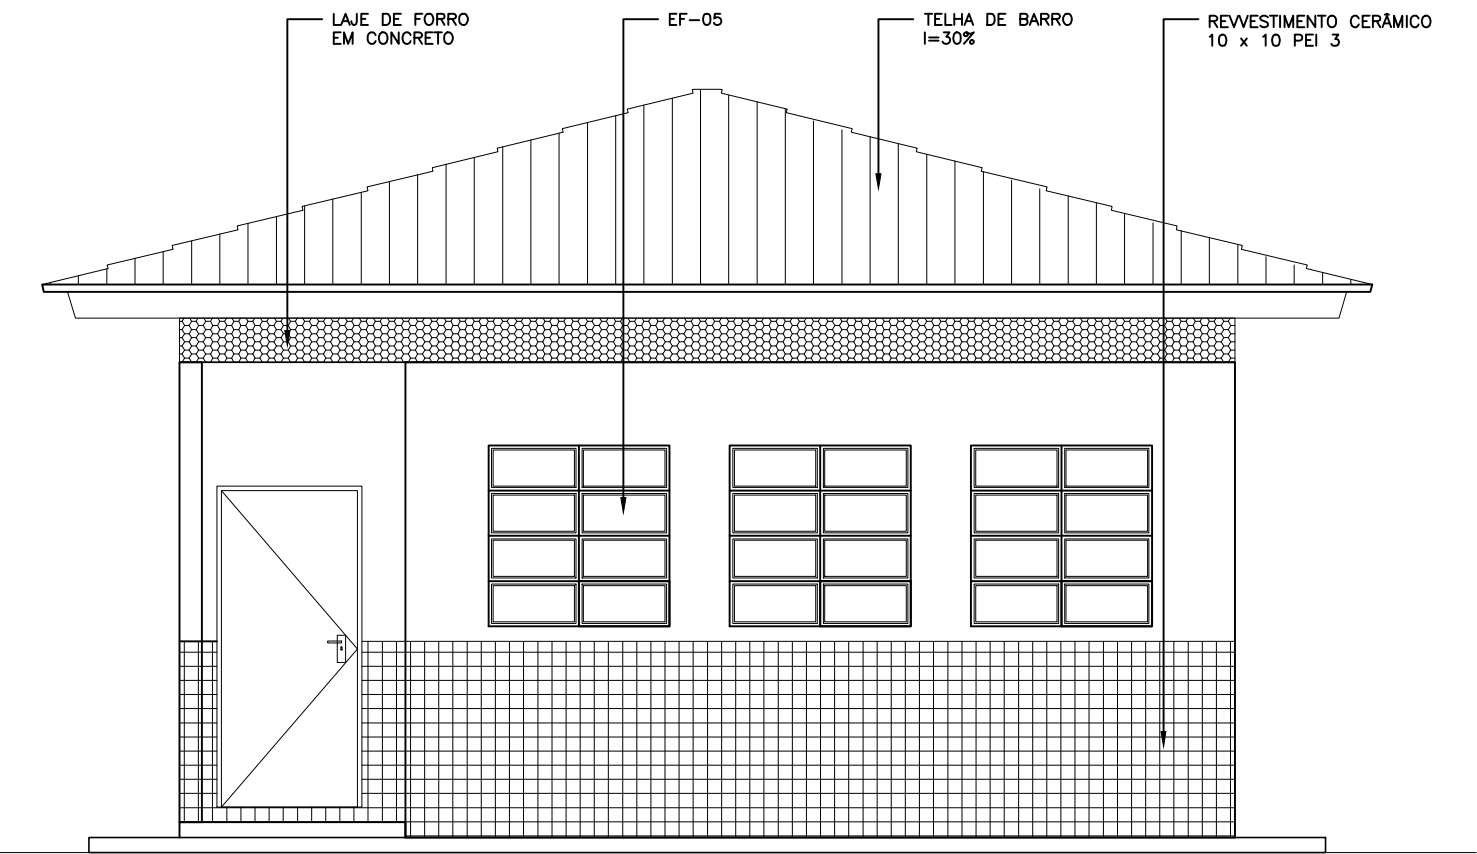 LAJE DE FORRO
EM CONCRETO
EF-05
TELHA DE BARRO
I=30%
REVVESTIMENTO CERÂMICO
10 x 10 PEI 3